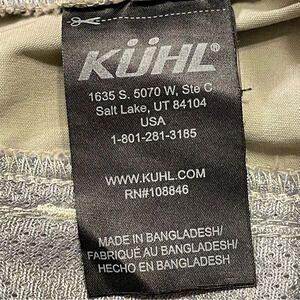 KÜHL®
1635 S. 5070 W, Ste C
Salt Lake, UT 84104
USA
1-801-281-3185
WWW.KUHL.COM
RN#108846
MADE IN BANGLADESH/
FABRIQUÉ AU BANGLADESH/
HECHO EN BANGLADESH